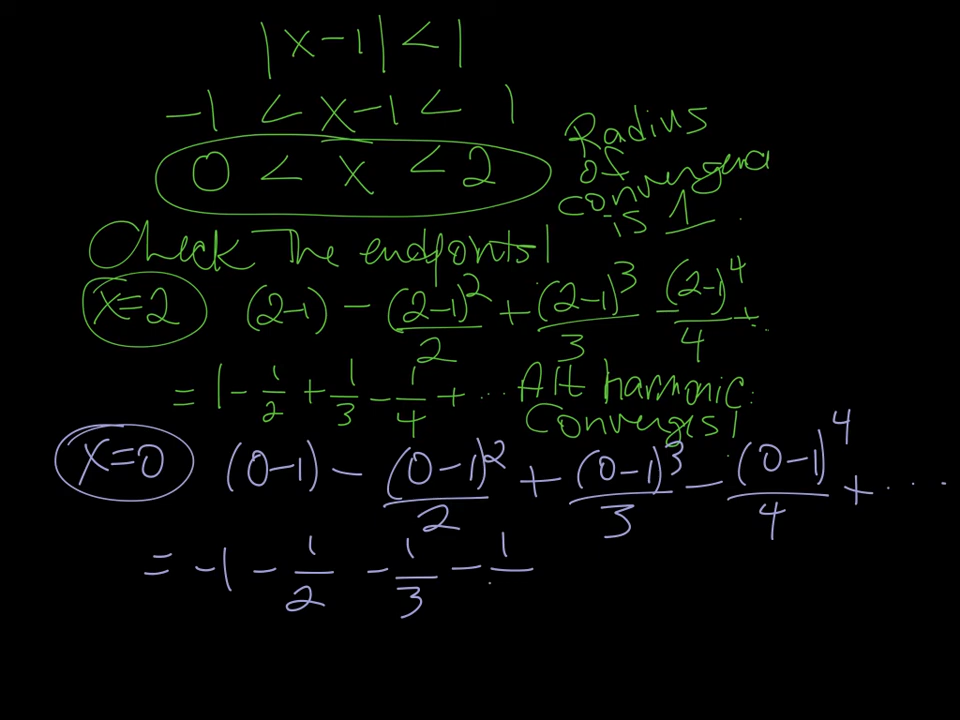 |x-1| < 1
-1 < x-1 < 1
0 < x < 2
Radius
of
convergence
is 1.
Check The endpoints!
x=2 (2-1) - (2-1)^2/2 + (2-1)^3/3 - (2-1)^4/4 + ...
= 1 - 1/2 + 1/3 - 1/4 + ... Alt harmonic.
Converges!
x=0 (0-1) - (0-1)^2/2 + (0-1)^3/3 - (0-1)^4/4 + ....
= -1 - 1/2 - 1/3 - 1/